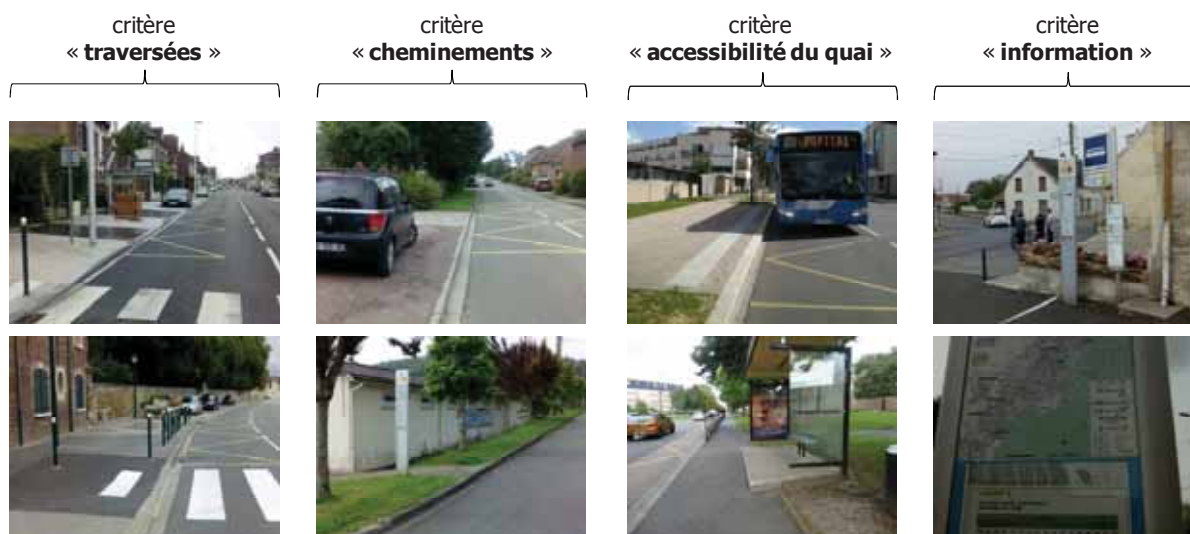 critère
« traversées »
critère
« cheminements »
critère
« accessibilité du quai »
critère
« information »
HOPITAL